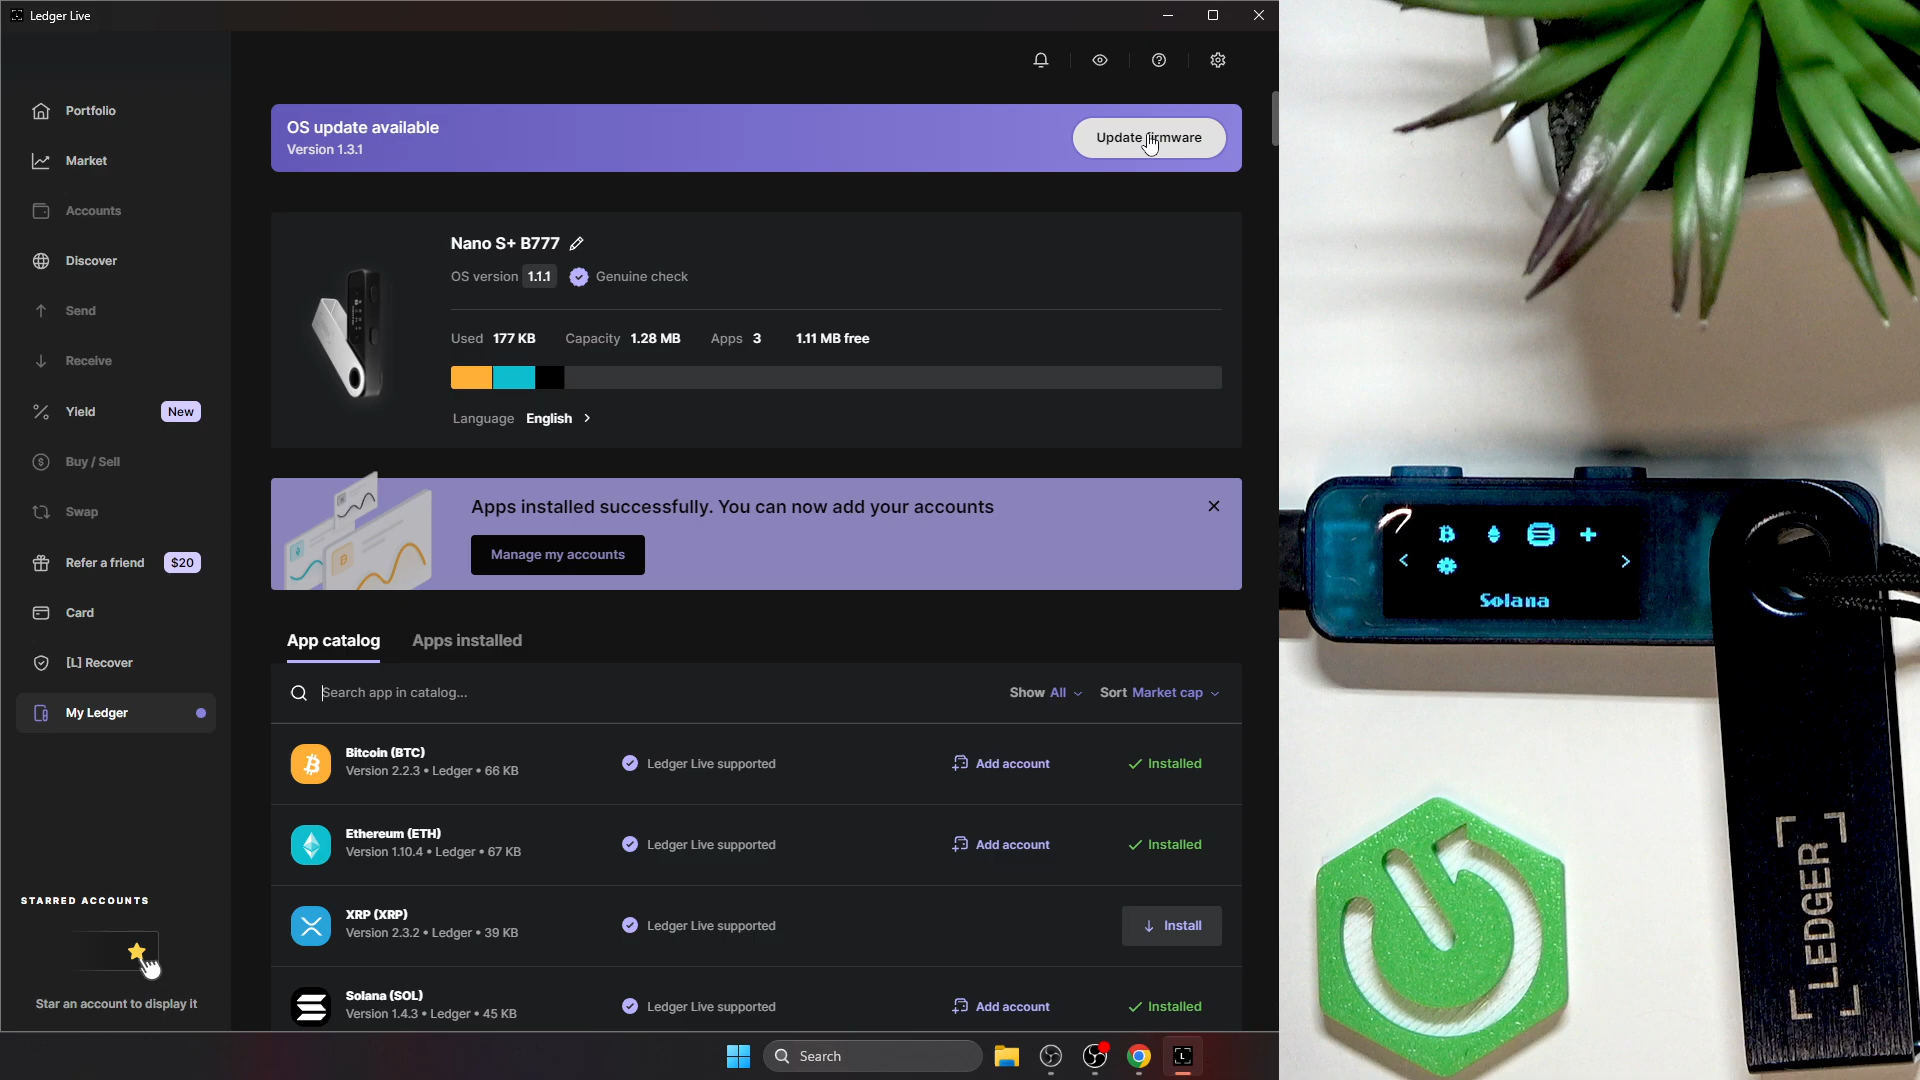 Ledger Live
Portfolio
Market
Accounts
Discover
Send
Receive
Yield New
Buy / Sell
Swap
Refer a friend $20
Card
[L] Recover
My Ledger
STARRED ACCOUNTS
Star an account to display it
OS update available
Version 1.3.1
Update firmware
Nano S+ B777
OS version 1.1.1 Genuine check
Used 177 KB Capacity 1.28 MB Apps 3 1.11 MB free
Language English
Apps installed successfully. You can now add your accounts
Manage my accounts
App catalog Apps installed
Search app in catalog...
Show All Sort Market cap
Bitcoin (BTC)
Version 2.2.3 • Ledger • 66 KB
Ledger Live supported
Add account
Installed
Ethereum (ETH)
Version 1.10.4 • Ledger • 67 KB
Ledger Live supported
Add account
Installed
XRP (XRP)
Version 2.3.2 • Ledger • 39 KB
Ledger Live supported
Install
Solana (SOL)
Version 1.4.3 • Ledger • 45 KB
Ledger Live supported
Add account
Installed
Search
Solana
LEDGER